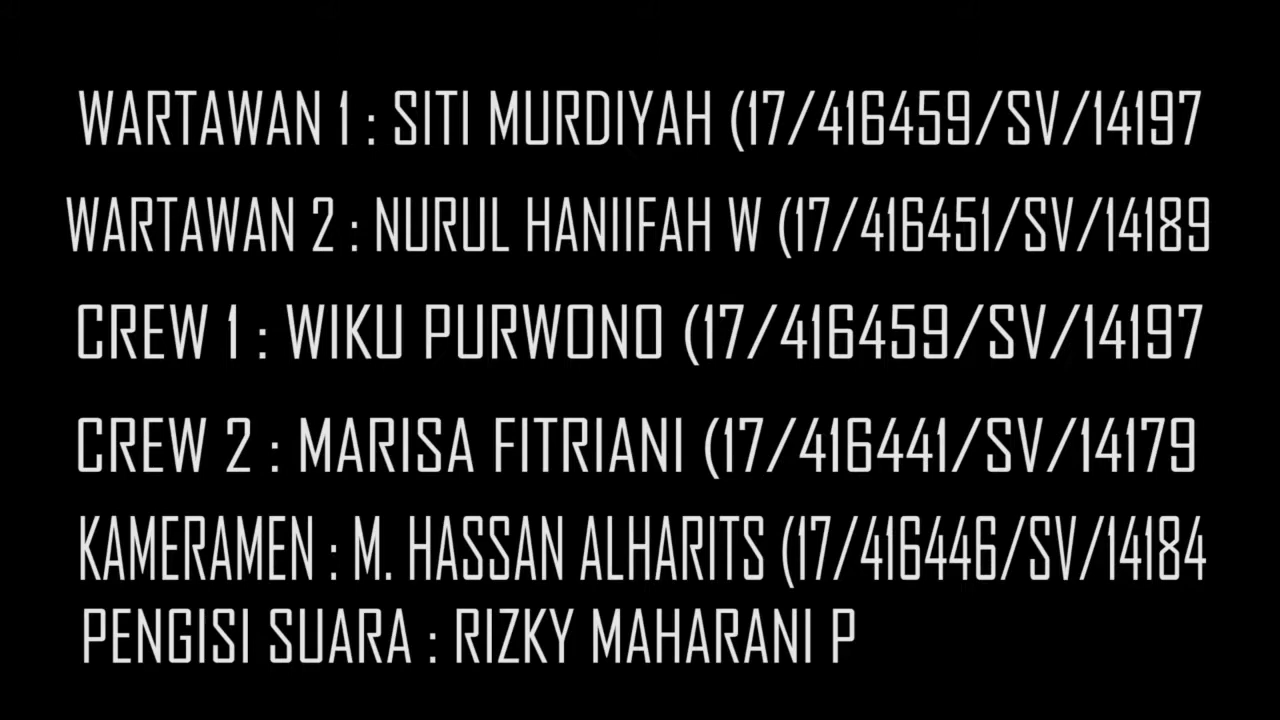 WARTAWAN 1 : SITI MURDIYAH (17/416459/SV/14197
WARTAWAN 2 : NURUL HANIIFAH W (17/416451/SV/14189
CREW 1 : WIKU PURWONO (17/416459/SV/14197
CREW 2 : MARISA FITRIANI (17/416441/SV/14179
KAMERAMEN : M. HASSAN ALHARITS (17/416446/SV/14184
PENGISI SUARA : RIZKY MAHARANI P